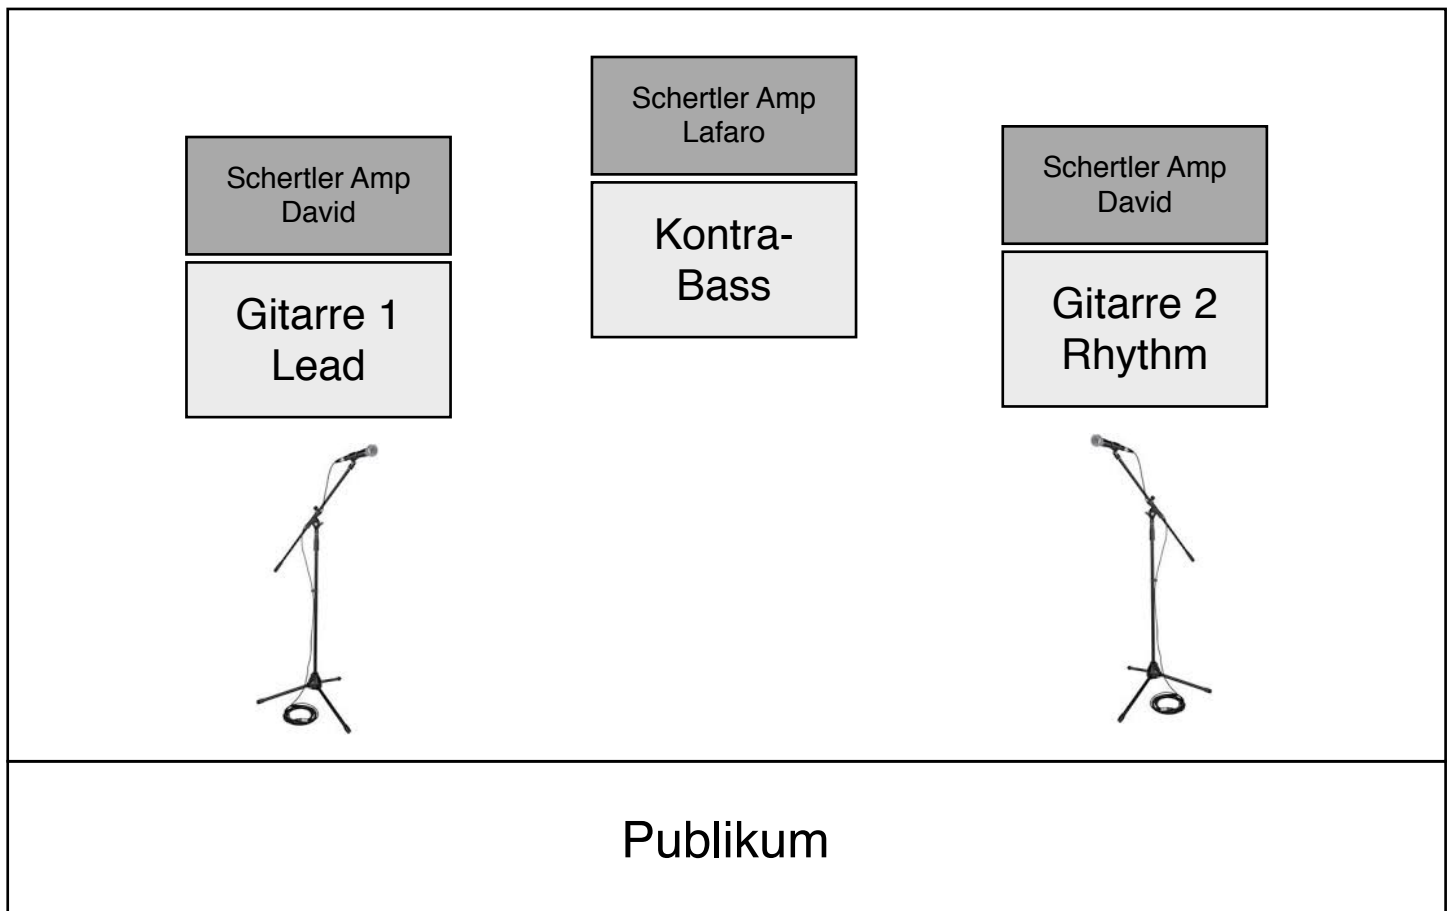 Schertler Amp
David
Gitarre 1
Lead
Schertler Amp
Lafaro
Kontra-
Bass
Schertler Amp
David
Gitarre 2
Rhythm
Publikum